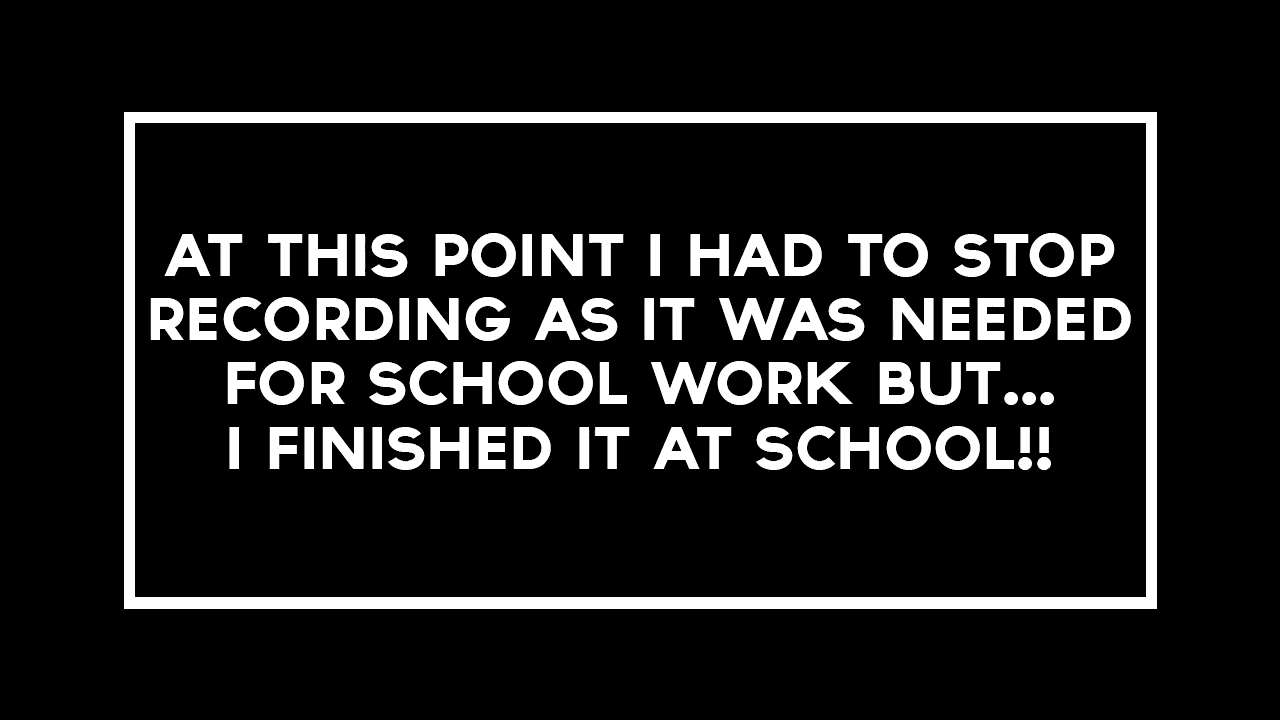 AT THIS POINT I HAD TO STOP
RECORDING AS IT WAS NEEDED
FOR SCHOOL WORK BUT...
I FINISHED IT AT SCHOOL!!